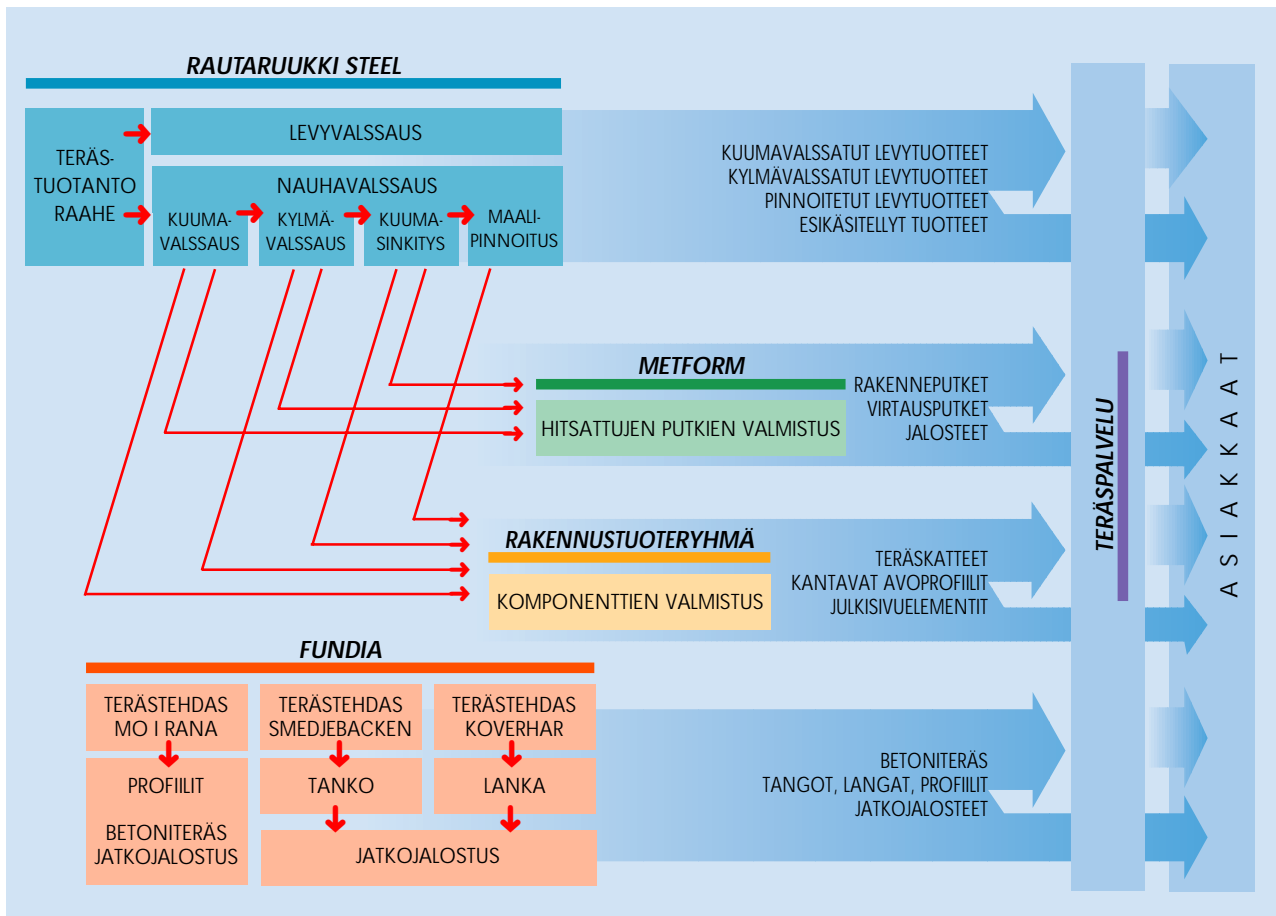 RAUTARUUKKI STEEL
TERÄS-
TUOTANTO
RAAHE
LEVYVALSSAUS
NAUHAVALSSAUS
KUUMA-
VALSSAUS
KYLMÄ-
VALSSAUS
KUUMA-
SINKITYS
MAALI-
PINNOITUS
KUUMAVALSSATUT LEVYTUOTTEET
KYLMÄVALSSATUT LEVYTUOTTEET
PINNOITETUT LEVYTUOTTEET
ESIKÄSITELLYT TUOTTEET
METFORM
HITSATTUJEN PUTKIEN VALMISTUS
RAKENNEPUTKET
VIRTAUSPUTKET
JALOSTEET
RAKENNUSTUOTERYHMÄ
KOMPONENTTIEN VALMISTUS
TERÄSKATTEET
KANTAVAT AVOPROFIILIT
JULKISIVUELEMENTIT
FUNDIA
TERÄSTEHDAS
MO I RANA
TERÄSTEHDAS
SMEDJEBACKEN
TERÄSTEHDAS
KOVERHAR
PROFIILIT
BETONITERÄS
JATKOJALOSTUS
TANKO
LANKA
JATKOJALOSTUS
BETONITERÄS
TANGOT, LANGAT, PROFIILIT
JATKOJALOSTEET
TERÄSPALVELU
ASIAKKAAT